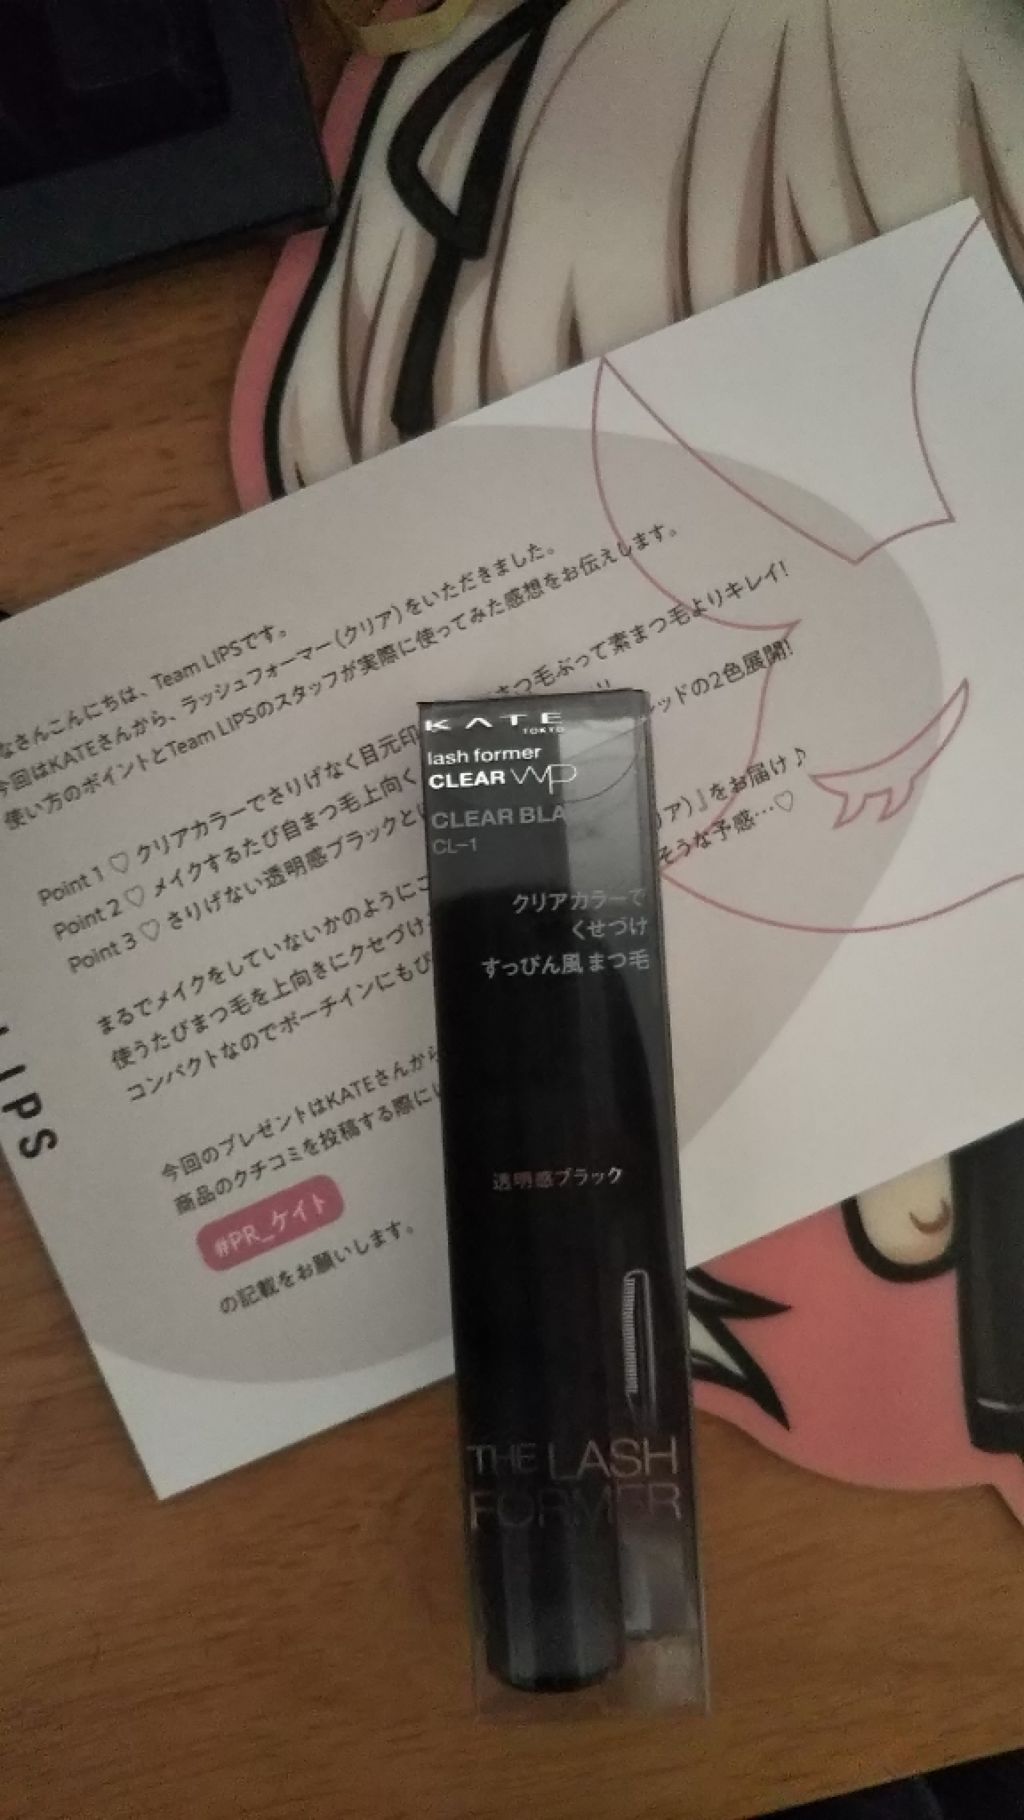 なさんこんにちは、Team LIPSです。
今回はKATEさんから、ラッシュフォーマー（クリア）をいただきました。
使い方のポイントとTeam LIPSのスタッフが実際に使ってみた感想をお伝えします。
Point 1 ♡ クリアカラーでさりげなく目元印 つ毛ぶって素まつ毛よりキレイ！
Point 2 ♡ メイクするたび自まつ毛上向く
Point 3 ♡ さりげない透明感ブラックと ッドの2色展開！
まるでメイクをしていないかのようにこ ア）』をお届け♪
使うたびまつ毛を上向きにクセづけ そうな予感…♡
コンパクトなのでポーチインにもぴ
今回のプレゼントはKATEさんから
商品のクチコミを投稿する際に
#PR_ケイト
の記載をお願いします。
LIPS
KATE
TOKYO
lash former
CLEAR WP
CLEAR BLA
CL-1
クリアカラーで
くせづけ
すっぴん風 まつ毛
透明感ブラック
THE LASH
FORMER